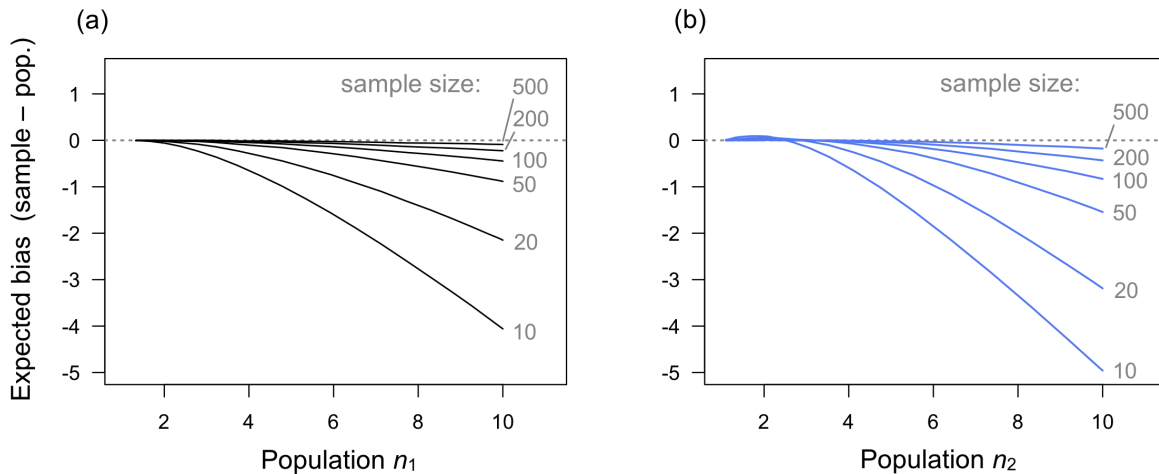 (a)
Expected bias (sample – pop.)
sample size:
500
200
100
50
20
10
1
0
-1
-2
-3
-4
-5
2 4 6 8 10
Population n₁
(b)
sample size:
500
200
100
50
20
10
1
0
-1
-2
-3
-4
-5
2 4 6 8 10
Population n₂